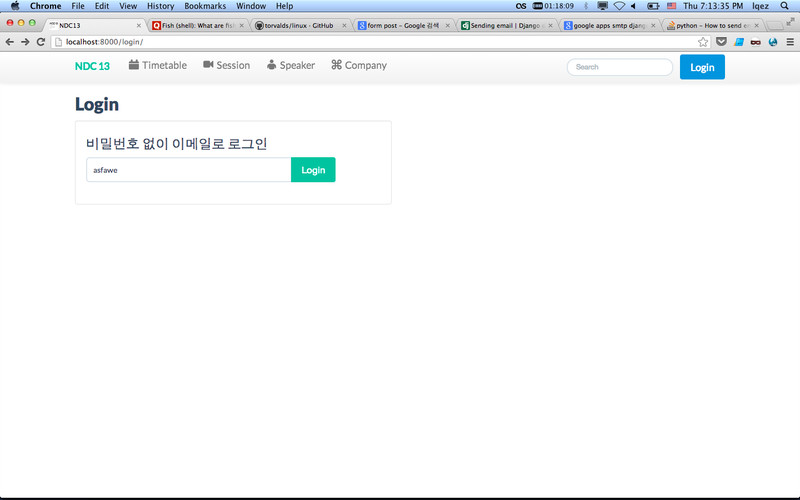 Chrome File Edit View History Bookmarks Window Help 01:18:09 Thu 7:13:35 PM Iqez
NDC13 Fish (shell): What are fish torvalds/linux · GitHub form post – Google 검색 Sending email | Django google apps smtp djang python – How to send e
localhost:8000/login/
NDC 13 Timetable Session Speaker Company Search Login
Login
비밀번호 없이 이메일로 로그인
asfawe Login